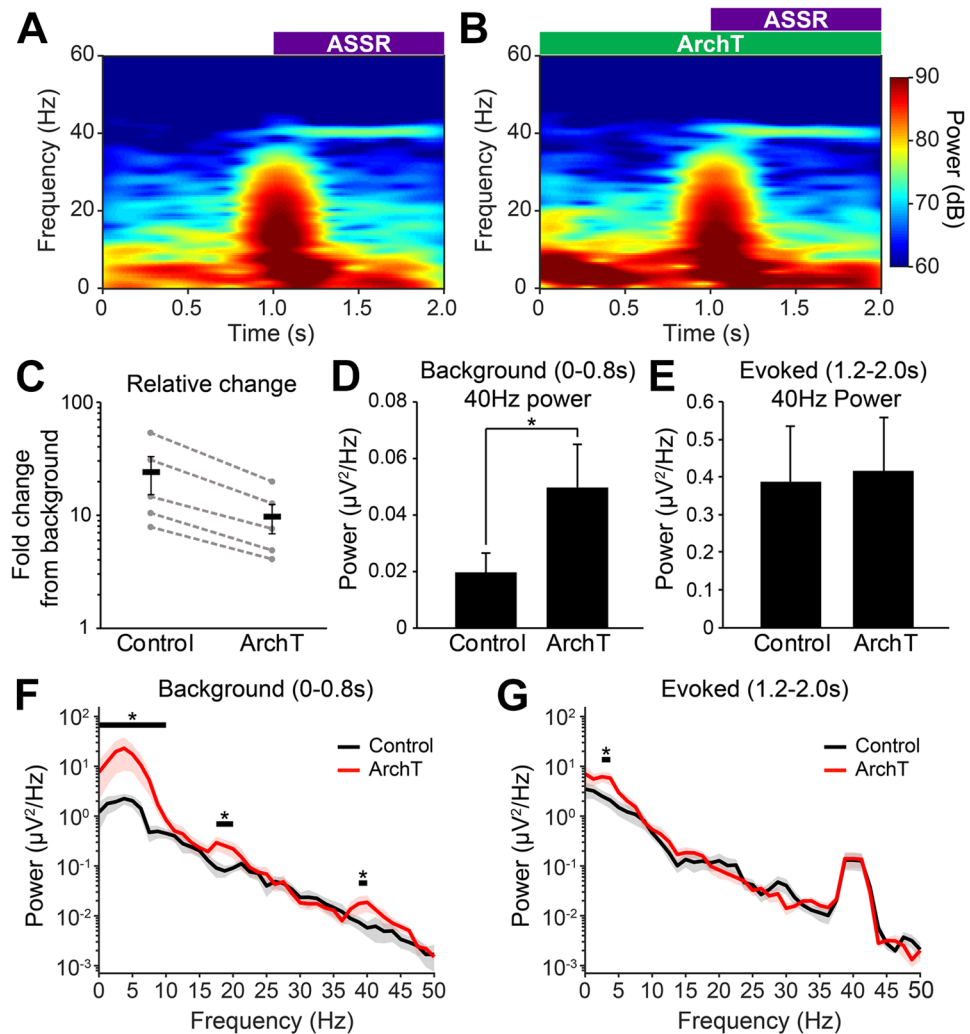 A
ASSR
60
40
20
0
Frequency (Hz)
0
0.5
1.0
1.5
2.0
Time (s)
B
ASSR
ArchT
60
40
20
0
Frequency (Hz)
0
0.5
1.0
1.5
2.0
Time (s)
90
80
70
60
Power (dB)
C
Relative change
100
10
1
Fold change
from background
Control
ArchT
D
Background (0-0.8s)
40Hz power
*
0.08
0.06
0.04
0.02
0
Power (µV²/Hz)
Control
ArchT
E
Evoked (1.2-2.0s)
40Hz Power
0.6
0.5
0.4
0.3
0.2
0.1
0
Power (µV²/Hz)
Control
ArchT
F
Background (0-0.8s)
*
*
*
Control
ArchT
10²
10¹
10⁰
10⁻¹
10⁻²
10⁻³
Power (µV²/Hz)
0 5 10 15 20 25 30 35 40 45 50
Frequency (Hz)
G
Evoked (1.2-2.0s)
*
Control
ArchT
10²
10¹
10⁰
10⁻¹
10⁻²
10⁻³
Power (µV²/Hz)
0 5 10 15 20 25 30 35 40 45 50
Frequency (Hz)